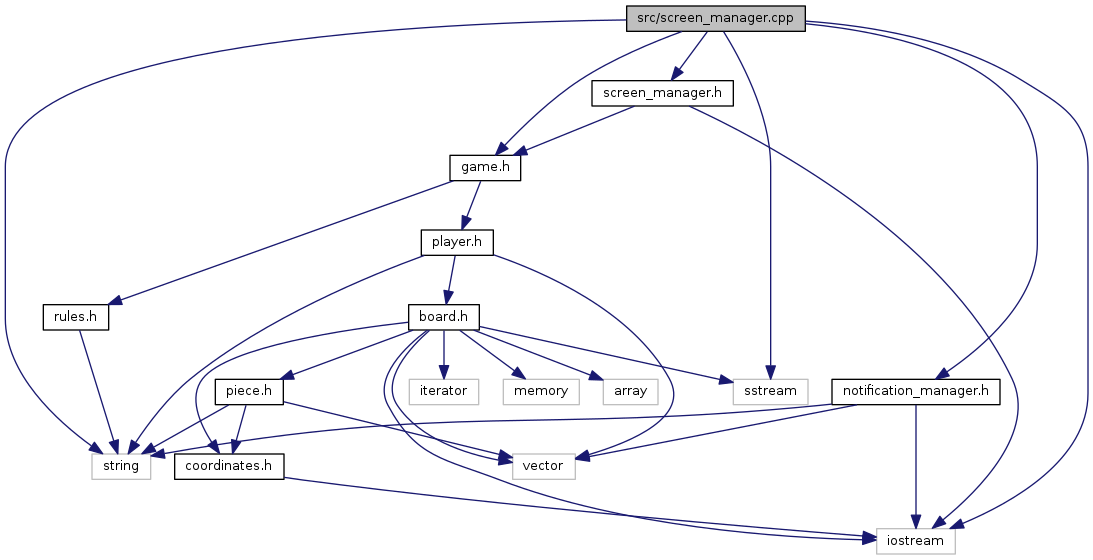 src/screen_manager.cpp
screen_manager.h
game.h
player.h
rules.h
board.h
piece.h
iterator
memory
array
sstream
notification_manager.h
string
coordinates.h
vector
iostream